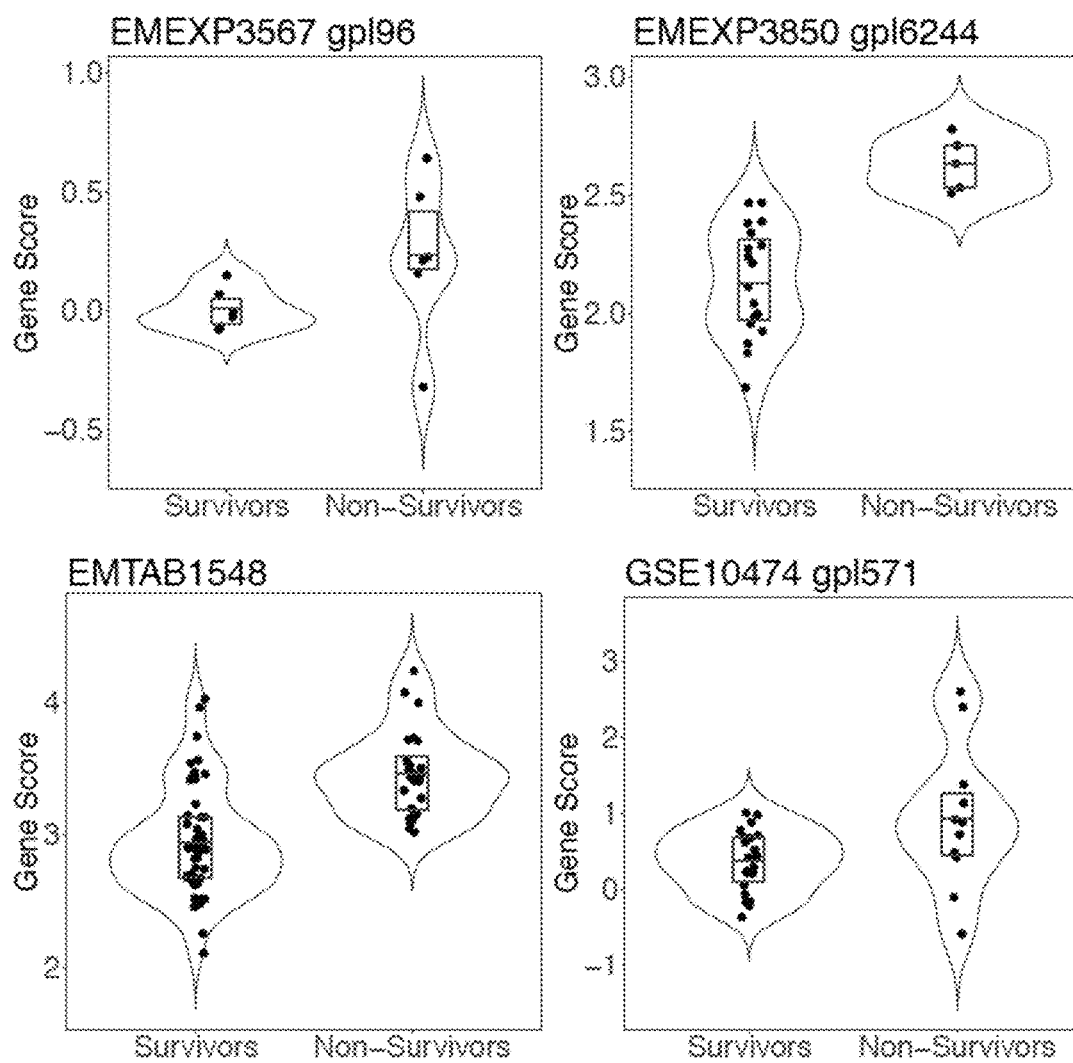 EMEXP3567 gpl96
Gene Score
1.0
0.5
0.0
−0.5
Survivors Non−Survivors
EMEXP3850 gpl6244
Gene Score
3.0
2.5
2.0
1.5
Survivors Non−Survivors
EMTAB1548
Gene Score
4
3
2
Survivors Non−Survivors
GSE10474 gpl571
Gene Score
3
2
1
0
−1
Survivors Non−Survivors